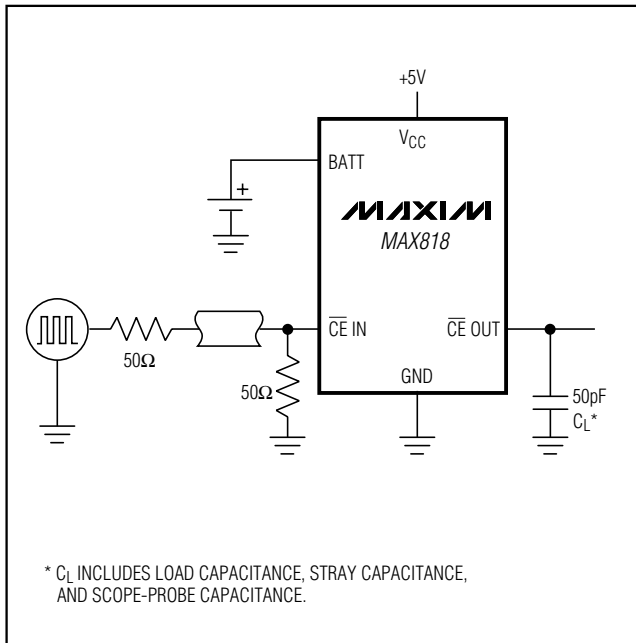 +5V
VCC
BATT
+
MAXIM
MAX818
CE IN
CE OUT
50Ω
50Ω
GND
50pF
CL*
* CL INCLUDES LOAD CAPACITANCE, STRAY CAPACITANCE,
AND SCOPE-PROBE CAPACITANCE.